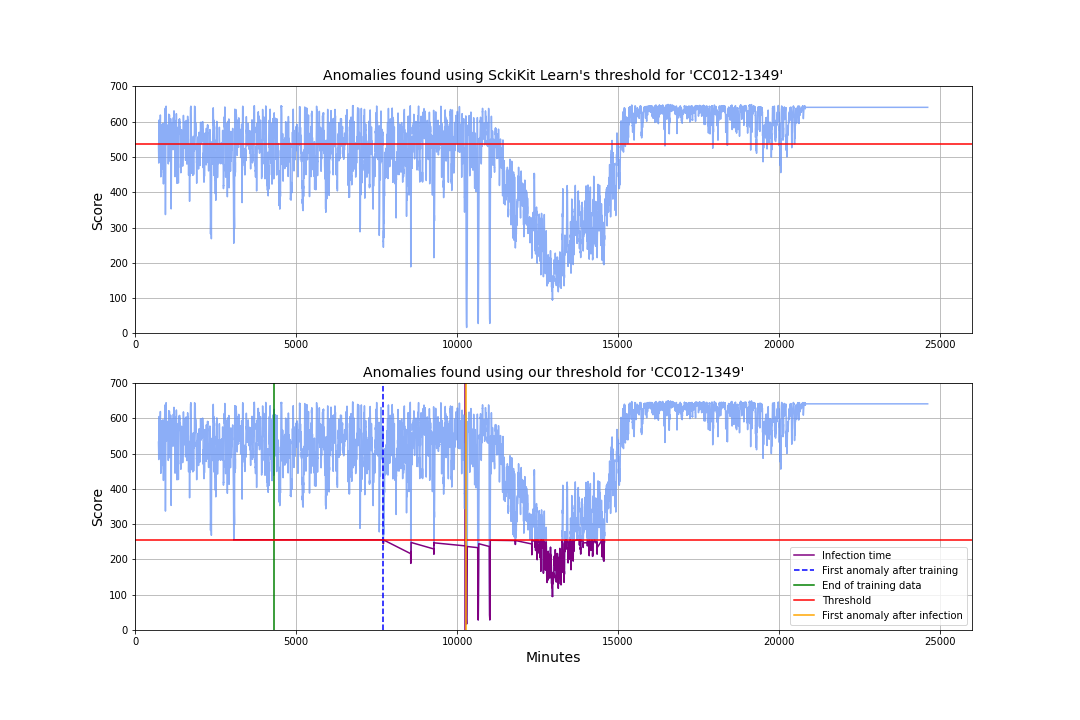 Anomalies found using SckiKit Learn's threshold for 'CC012-1349'
700
600
500
400
300
200
100
0
Score
0 5000 10000 15000 20000 25000
Anomalies found using our threshold for 'CC012-1349'
700
600
500
400
300
200
100
0
Score
Infection time
First anomaly after training
End of training data
Threshold
First anomaly after infection
0 5000 10000 15000 20000 25000
Minutes